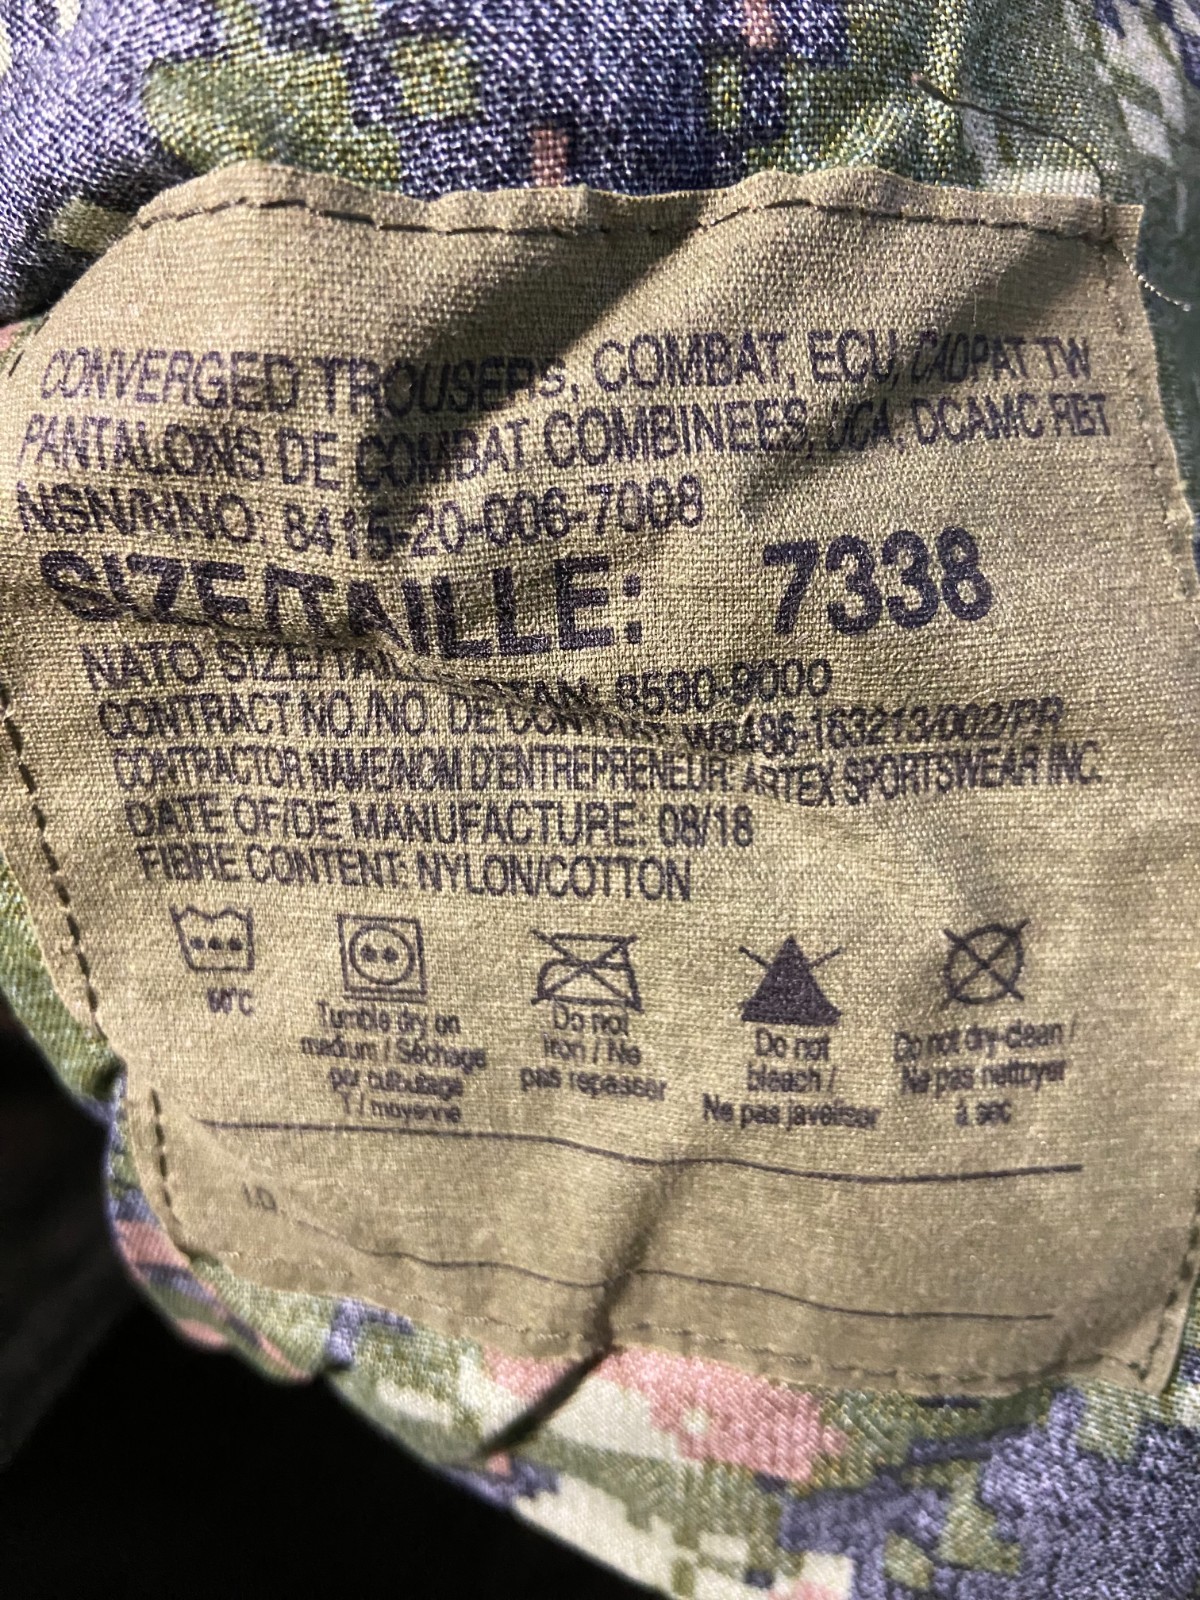 CONVERGED TROUSERS, COMBAT, ECU, CADPAT TW
PANTALONS DE COMBAT COMBINEES, UCA, DCAMC RBT
NSN/NNO: 8415-20-006-7008
SIZE/TAILLE: 7338
NATO SIZE/TAILLE OTAN: 8590-9000
CONTRACT NO./NO. DE CONTRAT: W8486-163213/002/PR
CONTRACTOR NAME/NOM D'ENTREPRENEUR: ARTEX SPORTSWEAR INC.
DATE OF/DE MANUFACTURE: 08/18
FIBRE CONTENT: NYLON/COTTON
60°C
Tumble dry on
medium / Séchage
par culbutage
T / moyenne
Do not
iron / Ne
pas repasser
Do not
bleach /
Ne pas javeliser
Do not dry-clean /
Ne pas nettoyer
à sec
I.D.